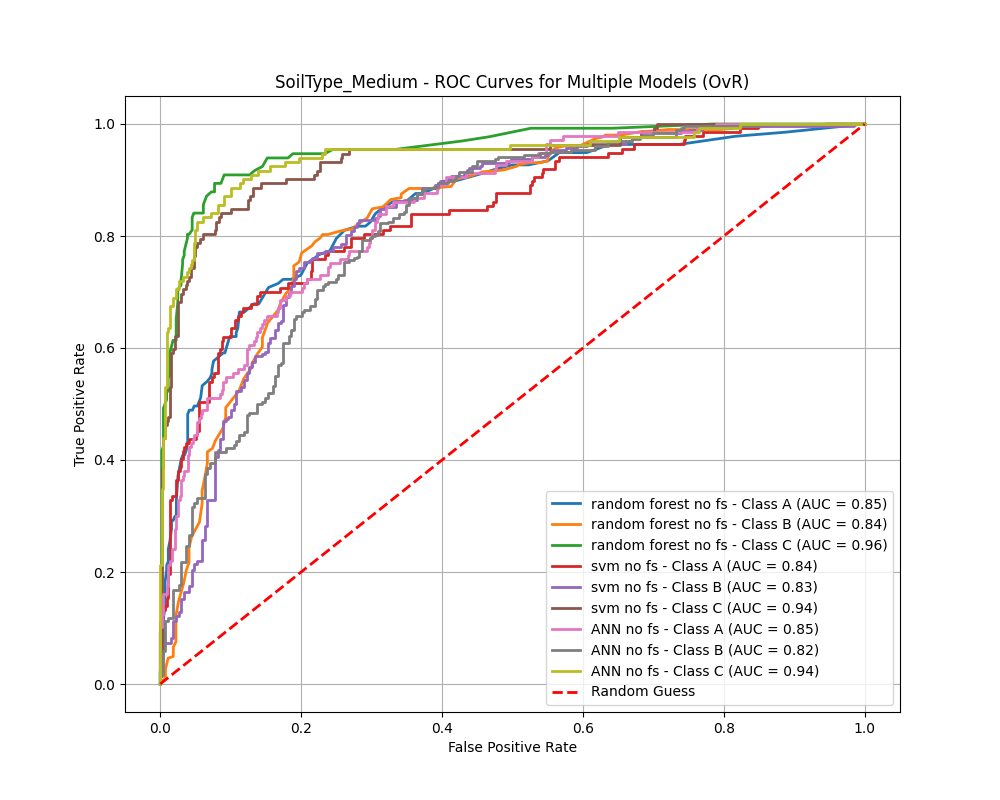 SoilType_Medium - ROC Curves for Multiple Models (OvR)
True Positive Rate
1.0
0.8
0.6
0.4
0.2
0.0
random forest no fs - Class A (AUC = 0.85)
random forest no fs - Class B (AUC = 0.84)
random forest no fs - Class C (AUC = 0.96)
svm no fs - Class A (AUC = 0.84)
svm no fs - Class B (AUC = 0.83)
svm no fs - Class C (AUC = 0.94)
ANN no fs - Class A (AUC = 0.85)
ANN no fs - Class B (AUC = 0.82)
ANN no fs - Class C (AUC = 0.94)
Random Guess
0.0 0.2 0.4 0.6 0.8 1.0
False Positive Rate